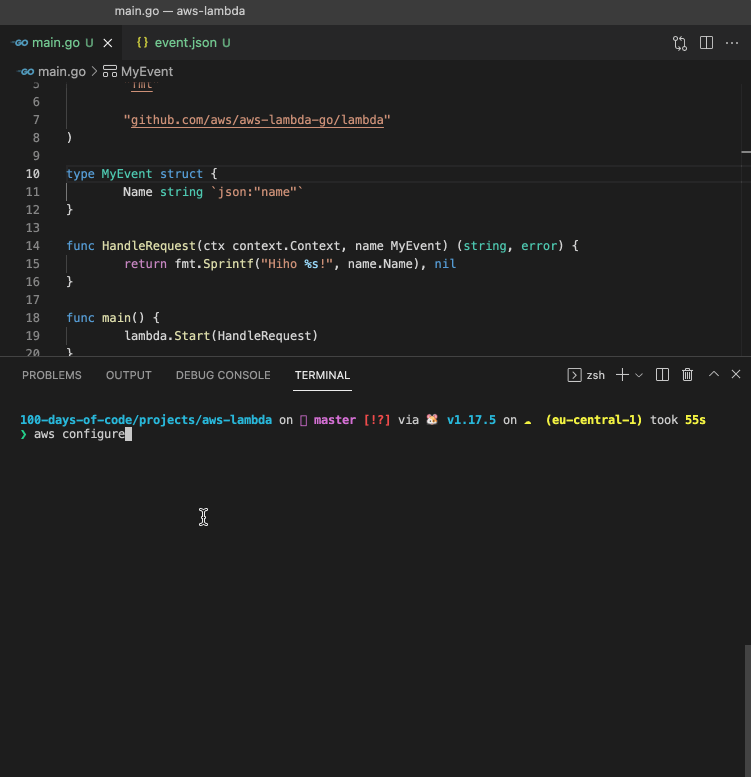 main.go — aws-lambda
GO main.go U × {} event.json U ···
GO main.go > MyEvent
5 "fmt"
6
7 "github.com/aws/aws-lambda-go/lambda"
8 )
9
10 type MyEvent struct {
11 Name string `json:"name"`
12 }
13
14 func HandleRequest(ctx context.Context, name MyEvent) (string, error) {
15 return fmt.Sprintf("Hiho %s!", name.Name), nil
16 }
17
18 func main() {
19 lambda.Start(HandleRequest)
20 }
PROBLEMS OUTPUT DEBUG CONSOLE TERMINAL zsh
100-days-of-code/projects/aws-lambda on master [!?] via 🐹 v1.17.5 on ☁ (eu-central-1) took 55s
❯ aws configure